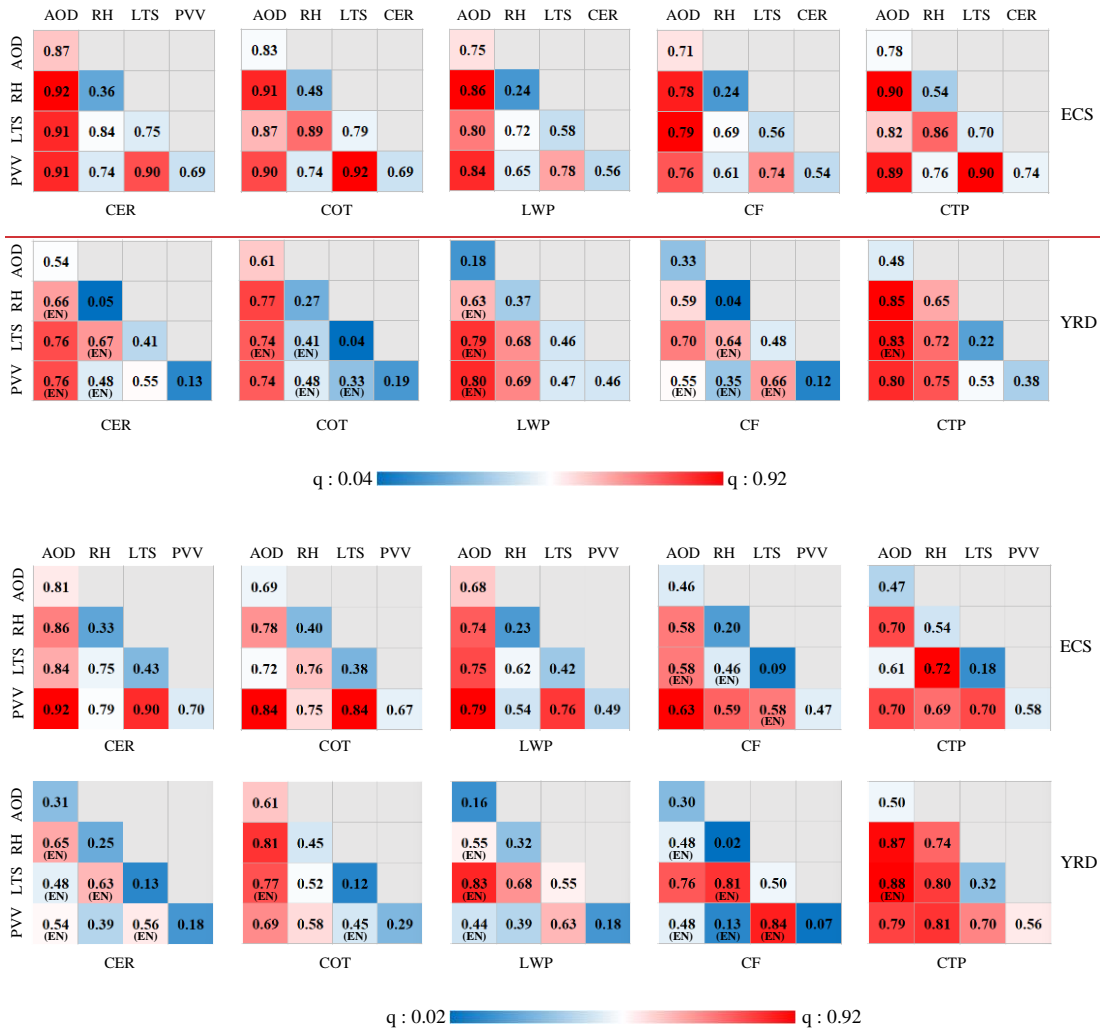 AOD RH LTS PVV AOD RH LTS CER AOD RH LTS CER AOD RH LTS CER AOD RH LTS CER
AOD 0.87 0.83 0.75 0.71 0.78
RH 0.92 0.36 0.91 0.48 0.86 0.24 0.78 0.24 0.90 0.54 ECS
LTS 0.91 0.84 0.75 0.87 0.89 0.79 0.80 0.72 0.58 0.79 0.69 0.56 0.82 0.86 0.70
PVV 0.91 0.74 0.90 0.69 0.90 0.74 0.92 0.69 0.84 0.65 0.78 0.56 0.76 0.61 0.74 0.54 0.89 0.76 0.90 0.74
CER COT LWP CF CTP
AOD 0.54 0.61 0.18 0.33 0.48
RH 0.66 0.05 0.77 0.27 0.63 0.37 0.59 0.04 0.85 0.65 YRD
(EN) (EN)
LTS 0.76 0.67 0.41 0.74 0.41 0.04 0.79 0.68 0.46 0.70 0.64 0.48 0.83 0.72 0.22
(EN) (EN) (EN) (EN) (EN) (EN)
PVV 0.76 0.48 0.55 0.13 0.74 0.48 0.33 0.19 0.80 0.69 0.47 0.46 0.55 0.35 0.66 0.12 0.80 0.75 0.53 0.38
(EN) (EN) (EN) (EN) (EN) (EN) (EN) (EN)
CER COT LWP CF CTP
q : 0.04 q : 0.92
AOD RH LTS PVV AOD RH LTS PVV AOD RH LTS PVV AOD RH LTS PVV AOD RH LTS PVV
AOD 0.81 0.69 0.68 0.46 0.47
RH 0.86 0.33 0.78 0.40 0.74 0.23 0.58 0.20 0.70 0.54 ECS
LTS 0.84 0.75 0.43 0.72 0.76 0.38 0.75 0.62 0.42 0.58 0.46 0.09 0.61 0.72 0.18
(EN) (EN)
PVV 0.92 0.79 0.90 0.70 0.84 0.75 0.84 0.67 0.79 0.54 0.76 0.49 0.63 0.59 0.58 0.47 0.70 0.69 0.70 0.58
(EN)
CER COT LWP CF CTP
AOD 0.31 0.61 0.16 0.30 0.50
RH 0.65 0.25 0.81 0.45 0.55 0.32 0.48 0.02 0.87 0.74 YRD
(EN) (EN) (EN)
LTS 0.48 0.63 0.13 0.77 0.52 0.12 0.83 0.68 0.55 0.76 0.81 0.50 0.88 0.80 0.32
(EN) (EN) (EN) (EN) (EN) (EN)
PVV 0.54 0.39 0.56 0.18 0.69 0.58 0.45 0.29 0.44 0.39 0.63 0.18 0.48 0.13 0.84 0.07 0.79 0.81 0.70 0.56
(EN) (EN) (EN) (EN) (EN) (EN) (EN)
CER COT LWP CF CTP
q : 0.02 q : 0.92